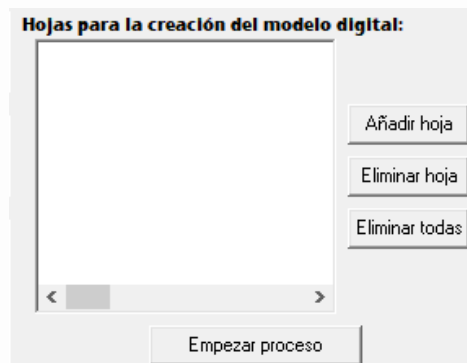 Hojas para la creación del modelo digital:
Añadir hoja
Eliminar hoja
Eliminar todas
Empezar proceso